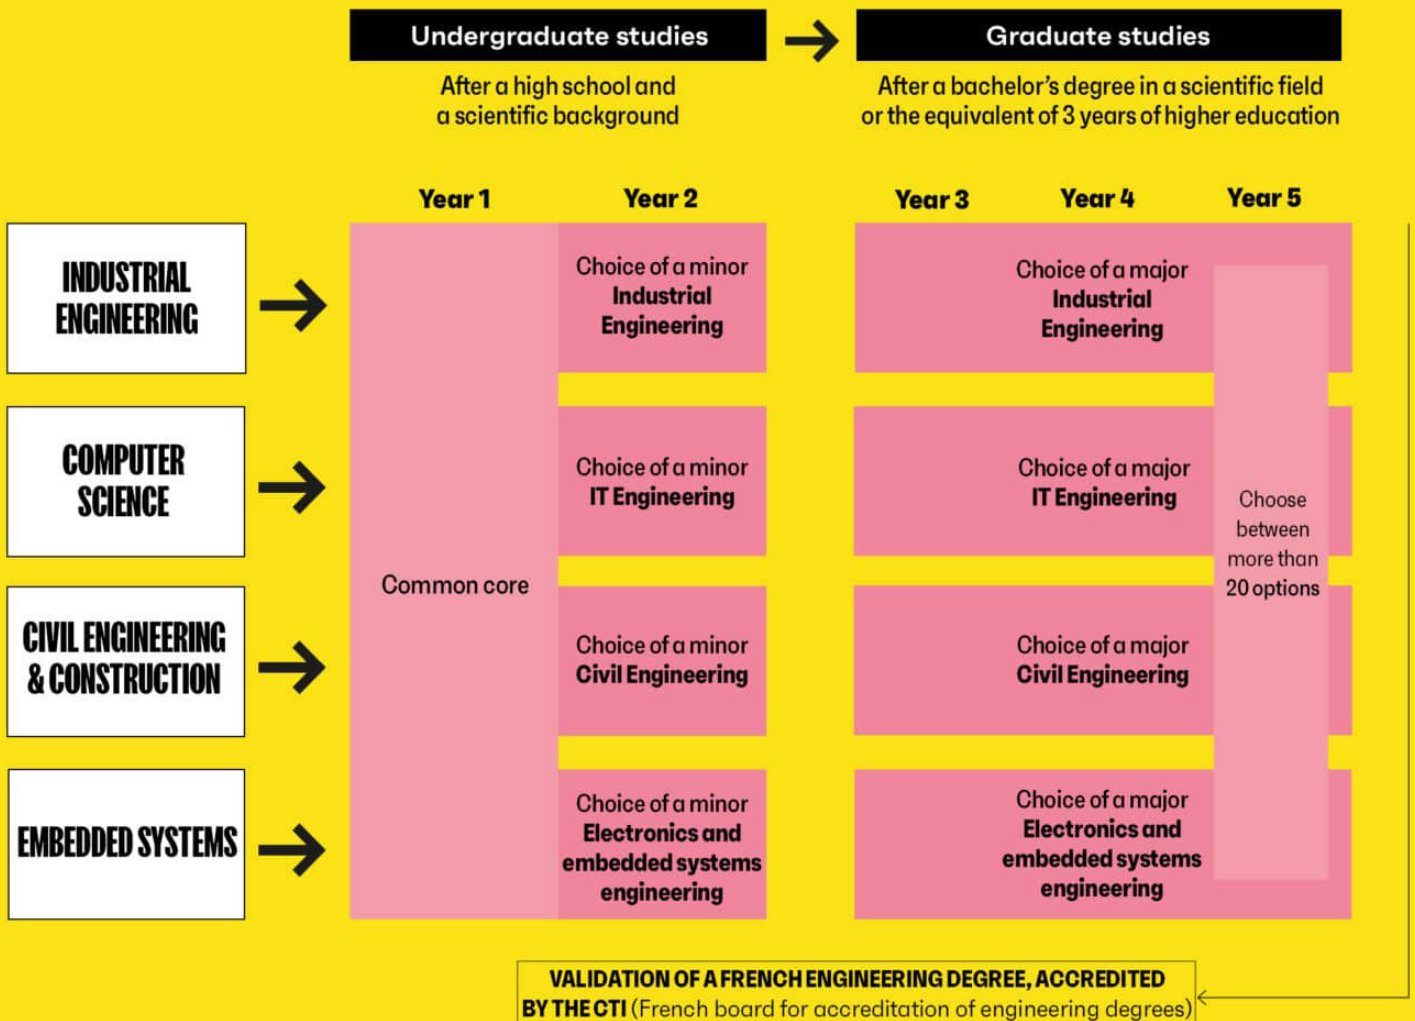 Undergraduate studies
Graduate studies
After a high school and
a scientific background
After a bachelor's degree in a scientific field
or the equivalent of 3 years of higher education
Year 1
Year 2
Year 3
Year 4
Year 5
INDUSTRIAL
ENGINEERING
Choice of a minor
Industrial
Engineering
Choice of a major
Industrial
Engineering
COMPUTER
SCIENCE
Choice of a minor
IT Engineering
Choice of a major
IT Engineering
Choose
between
more than
20 options
Common core
CIVIL ENGINEERING
& CONSTRUCTION
Choice of a minor
Civil Engineering
Choice of a major
Civil Engineering
EMBEDDED SYSTEMS
Choice of a minor
Electronics and
embedded systems
engineering
Choice of a major
Electronics and
embedded systems
engineering
VALIDATION OF A FRENCH ENGINEERING DEGREE, ACCREDITED
BY THE CTI (French board for accreditation of engineering degrees)